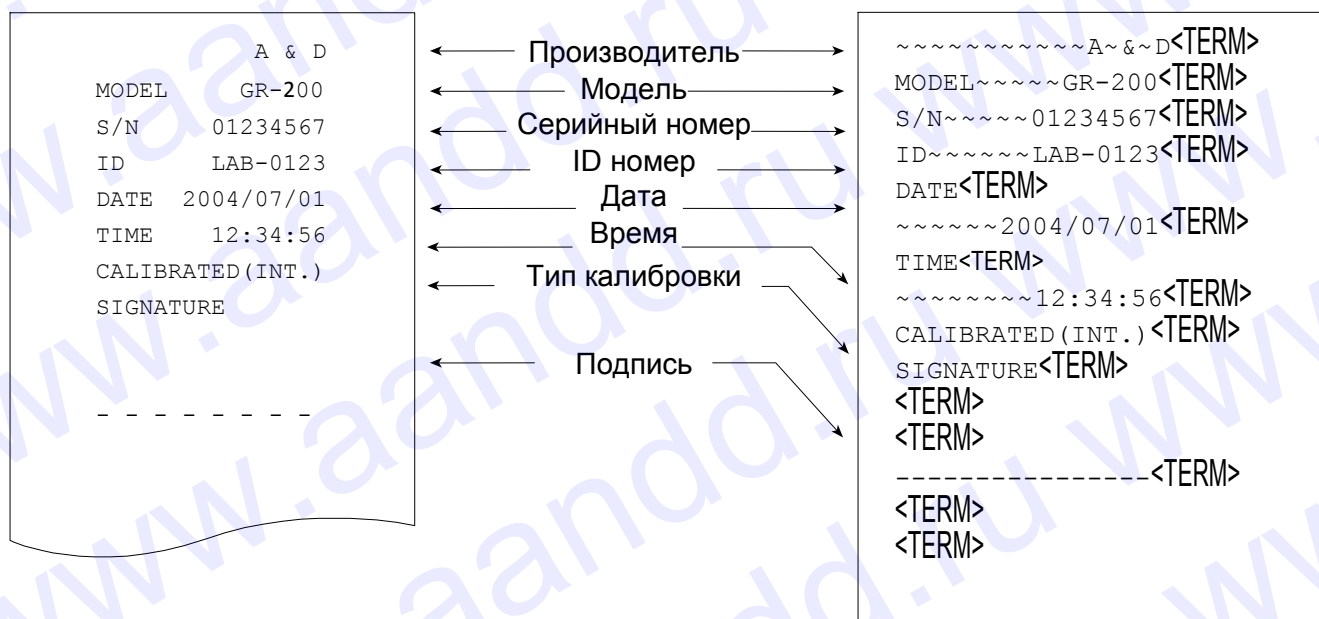 A & D
MODEL GR-200
S/N 01234567
ID LAB-0123
DATE 2004/07/01
TIME 12:34:56
CALIBRATED(INT.)
SIGNATURE
- - - - - - - -
Производитель
Модель
Серийный номер
ID номер
Дата
Время
Тип калибровки
Подпись
~~~~~~~~~~~A~&~D<TERM>
MODEL~~~~~GR-200<TERM>
S/N~~~~~01234567<TERM>
ID~~~~~~LAB-0123<TERM>
DATE<TERM>
~~~~~~2004/07/01<TERM>
TIME<TERM>
~~~~~~~~12:34:56<TERM>
CALIBRATED(INT.)<TERM>
SIGNATURE<TERM>
<TERM>
<TERM>
----------------<TERM>
<TERM>
<TERM>
www.aandd.ru